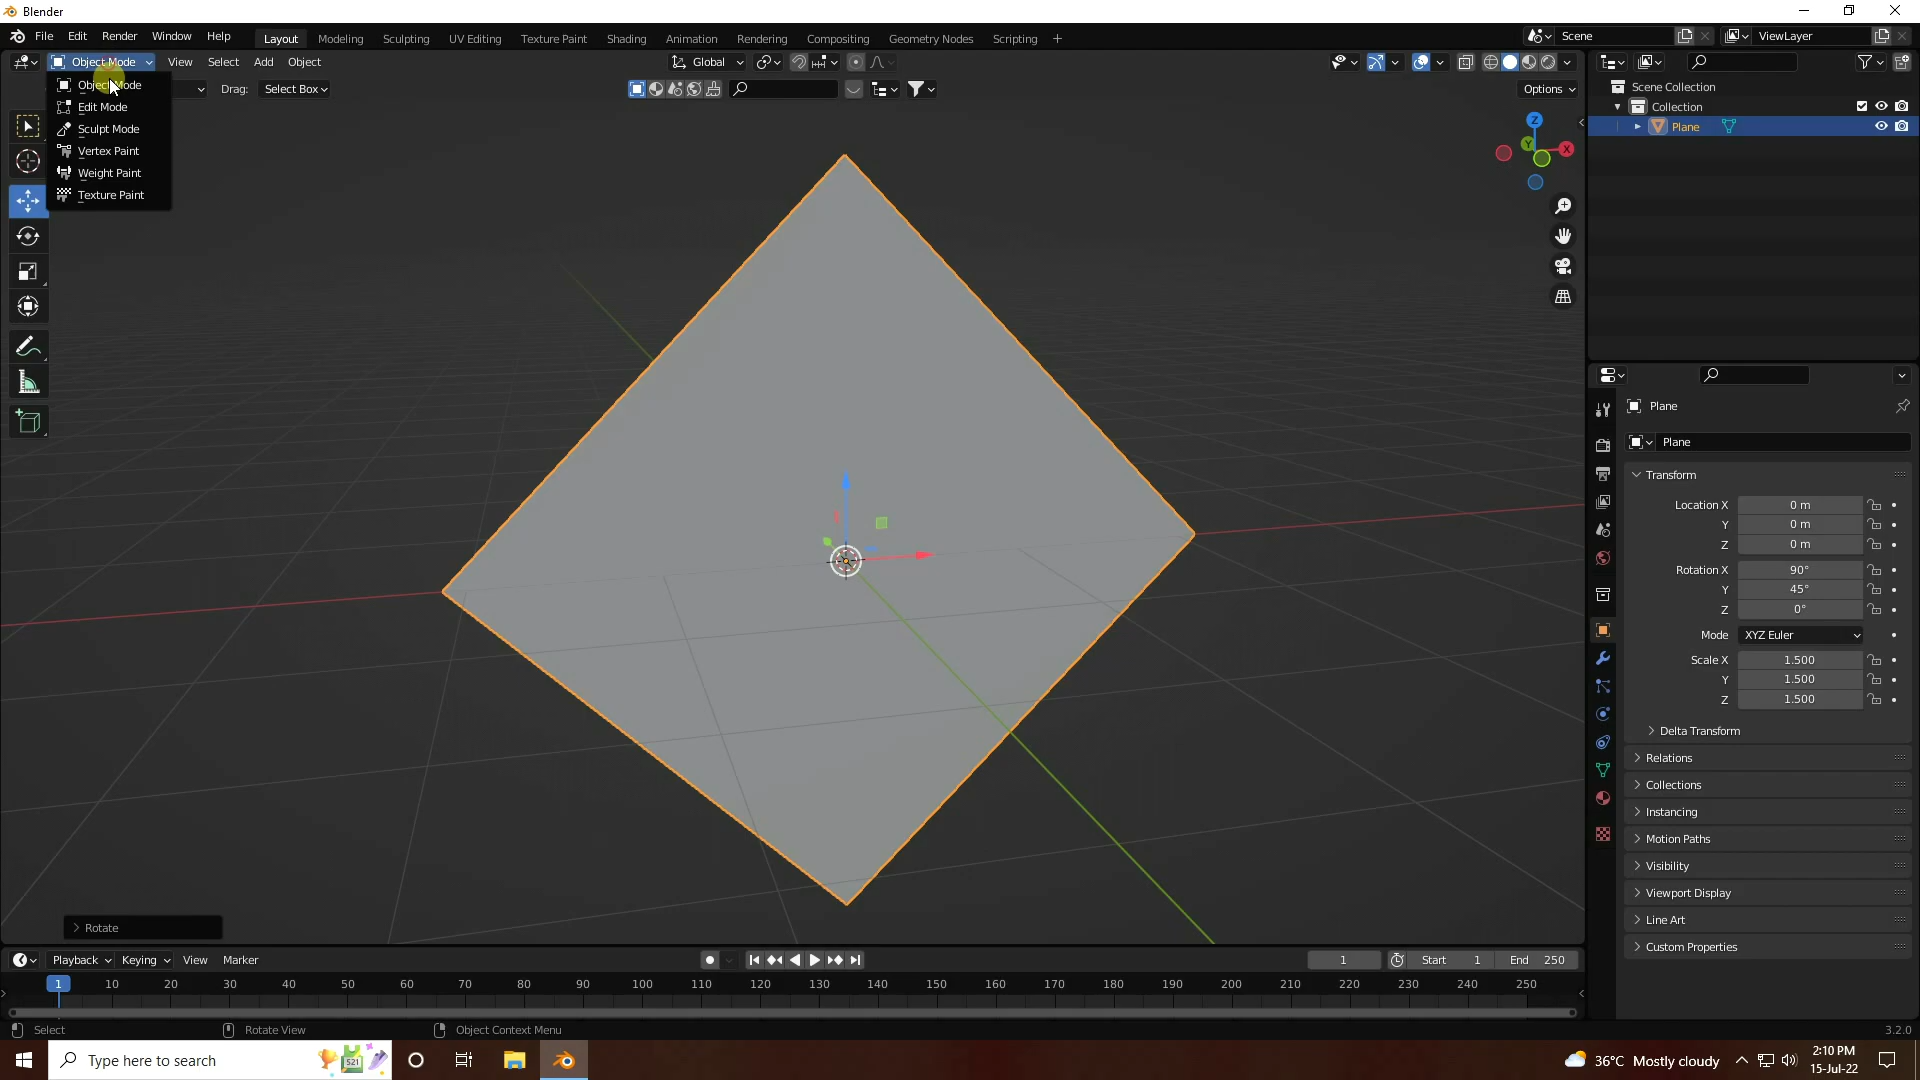 Blender
File Edit Render Window Help
Layout Modeling Sculpting UV Editing Texture Paint Shading Animation Rendering Compositing Geometry Nodes Scripting +
Scene
ViewLayer
Object Mode
View Select Add Object
Global
Object Mode
Edit Mode
Sculpt Mode
Vertex Paint
Weight Paint
Texture Paint
Drag: Select Box
Options
Z
X
Y
Scene Collection
Collection
Plane
Plane
Plane
Transform
Location X 0 m
Y 0 m
Z 0 m
Rotation X 90°
Y 45°
Z 0°
Mode XYZ Euler
Scale X 1.500
Y 1.500
Z 1.500
Delta Transform
Relations
Collections
Instancing
Motion Paths
Visibility
Viewport Display
Line Art
Custom Properties
Rotate
Playback Keying View Marker
1 Start 1 End 250
1 10 20 30 40 50 60 70 80 90 100 110 120 130 140 150 160 170 180 190 200 210 220 230 240 250
Select Rotate View Object Context Menu
3.2.0
Type here to search
36°C Mostly cloudy
2:10 PM
15-Jul-22